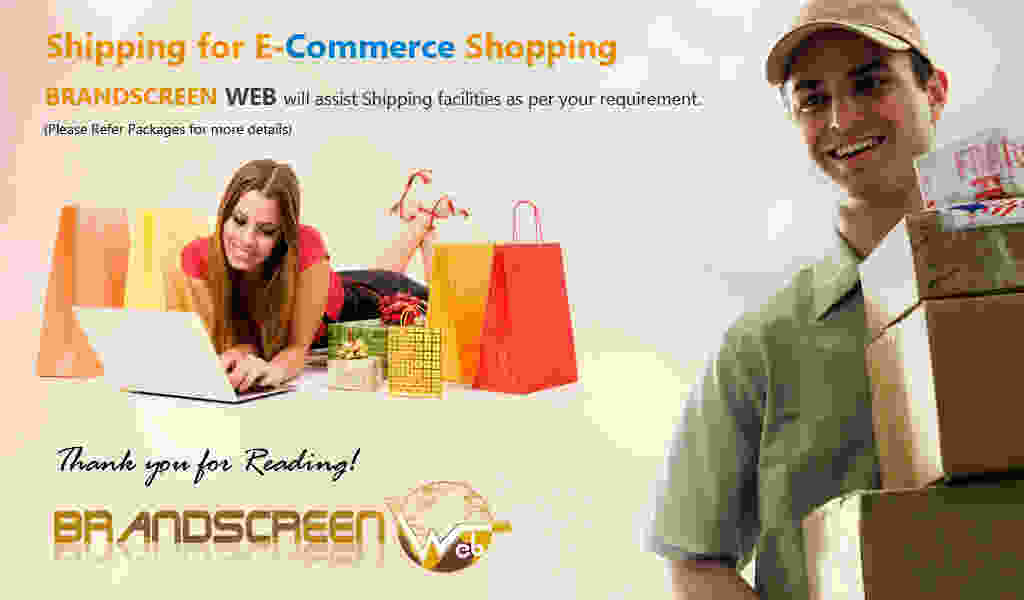 Shipping for E-Commerce Shopping
BRANDSCREEN WEB will assist Shipping facilities as per your requirement.
(Please Refer Packages for more details)
Thank you for Reading!
BRANDSCREEN Web